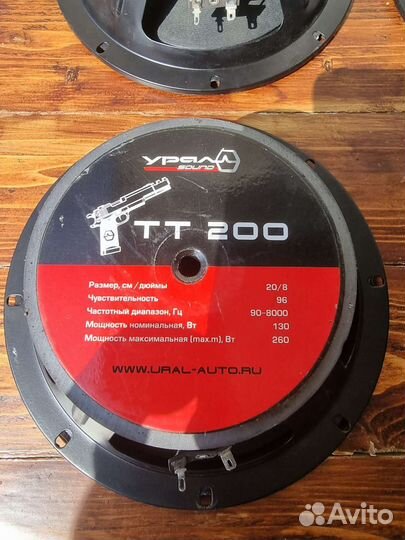 УРАЛ
SOUND
ТТ 200
Размер, см / дюймы 20/8
Чувствительность 96
Частотный диапазон, Гц 90-8000
Мощность номинальная, Вт 130
Мощность максимальная (max.m), Вт 260
WWW.URAL-AUTO.RU
Avito